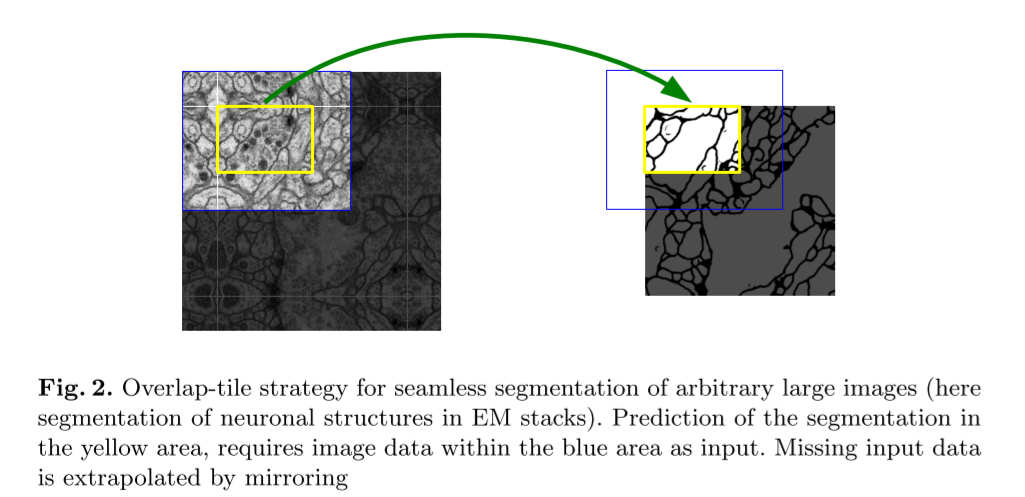 Fig. 2. Overlap-tile strategy for seamless segmentation of arbitrary large images (here
segmentation of neuronal structures in EM stacks). Prediction of the segmentation in
the yellow area, requires image data within the blue area as input. Missing input data
is extrapolated by mirroring